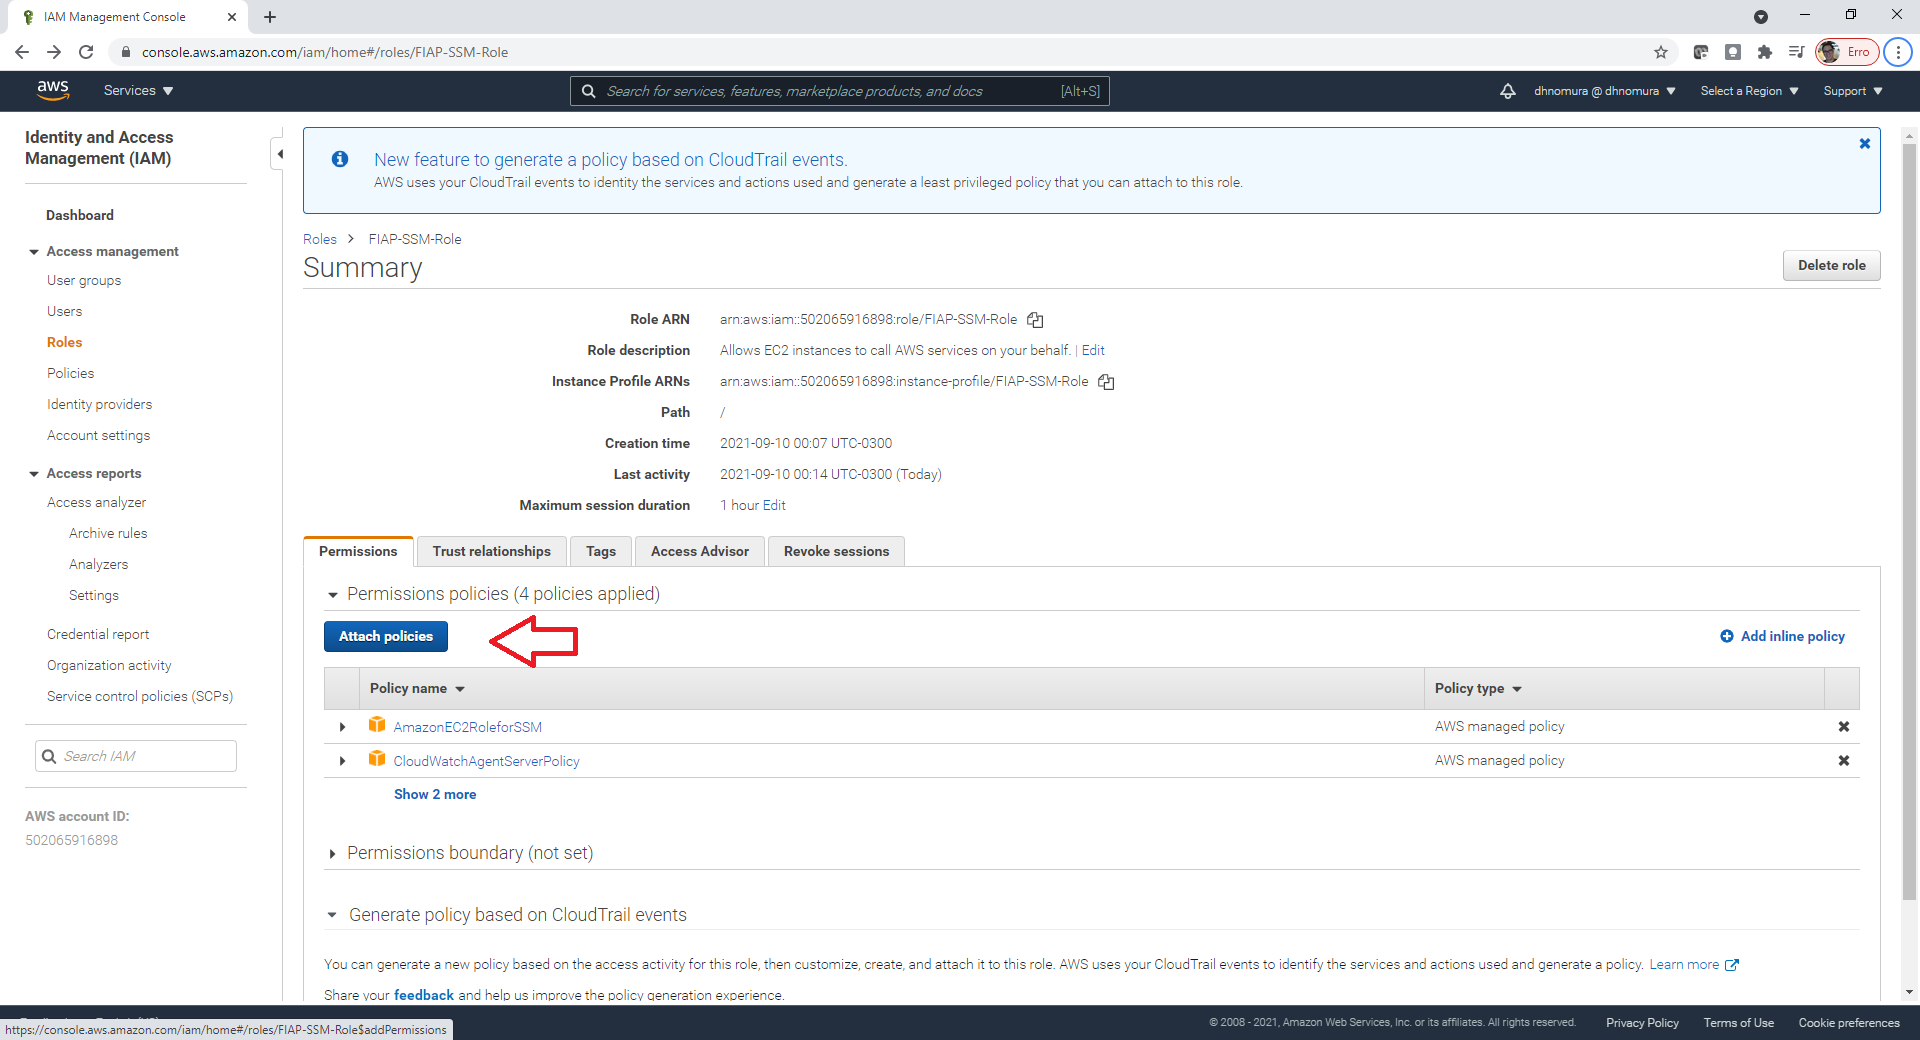 IAM Management Console
console.aws.amazon.com/iam/home#/roles/FIAP-SSM-Role
Erro
aws
Services
Search for services, features, marketplace products, and docs
[Alt+S]
dhnomura @ dhnomura
Select a Region
Support
Identity and Access
Management (IAM)
Dashboard
Access management
User groups
Users
Roles
Policies
Identity providers
Account settings
Access reports
Access analyzer
Archive rules
Analyzers
Settings
Credential report
Organization activity
Service control policies (SCPs)
Search IAM
AWS account ID:
502065916898
New feature to generate a policy based on CloudTrail events.
AWS uses your CloudTrail events to identify the services and actions used and generate a least privileged policy that you can attach to this role.
Roles > FIAP-SSM-Role
Summary
Delete role
Role ARN arn:aws:iam::502065916898:role/FIAP-SSM-Role
Role description Allows EC2 instances to call AWS services on your behalf. | Edit
Instance Profile ARNs arn:aws:iam::502065916898:instance-profile/FIAP-SSM-Role
Path /
Creation time 2021-09-10 00:07 UTC-0300
Last activity 2021-09-10 00:14 UTC-0300 (Today)
Maximum session duration 1 hour Edit
Permissions Trust relationships Tags Access Advisor Revoke sessions
Permissions policies (4 policies applied)
Attach policies
Add inline policy
Policy name Policy type
AmazonEC2RoleforSSM AWS managed policy
CloudWatchAgentServerPolicy AWS managed policy
Show 2 more
Permissions boundary (not set)
Generate policy based on CloudTrail events
You can generate a new policy based on the access activity for this role, then customize, create, and attach it to this role. AWS uses your CloudTrail events to identify the services and actions used and generate a policy. Learn more
Share your feedback and help us improve the policy generation experience.
https://console.aws.amazon.com/iam/home#/roles/FIAP-SSM-Role$addPermissions
© 2008 - 2021, Amazon Web Services, Inc. or its affiliates. All rights reserved.
Privacy Policy
Terms of Use
Cookie preferences